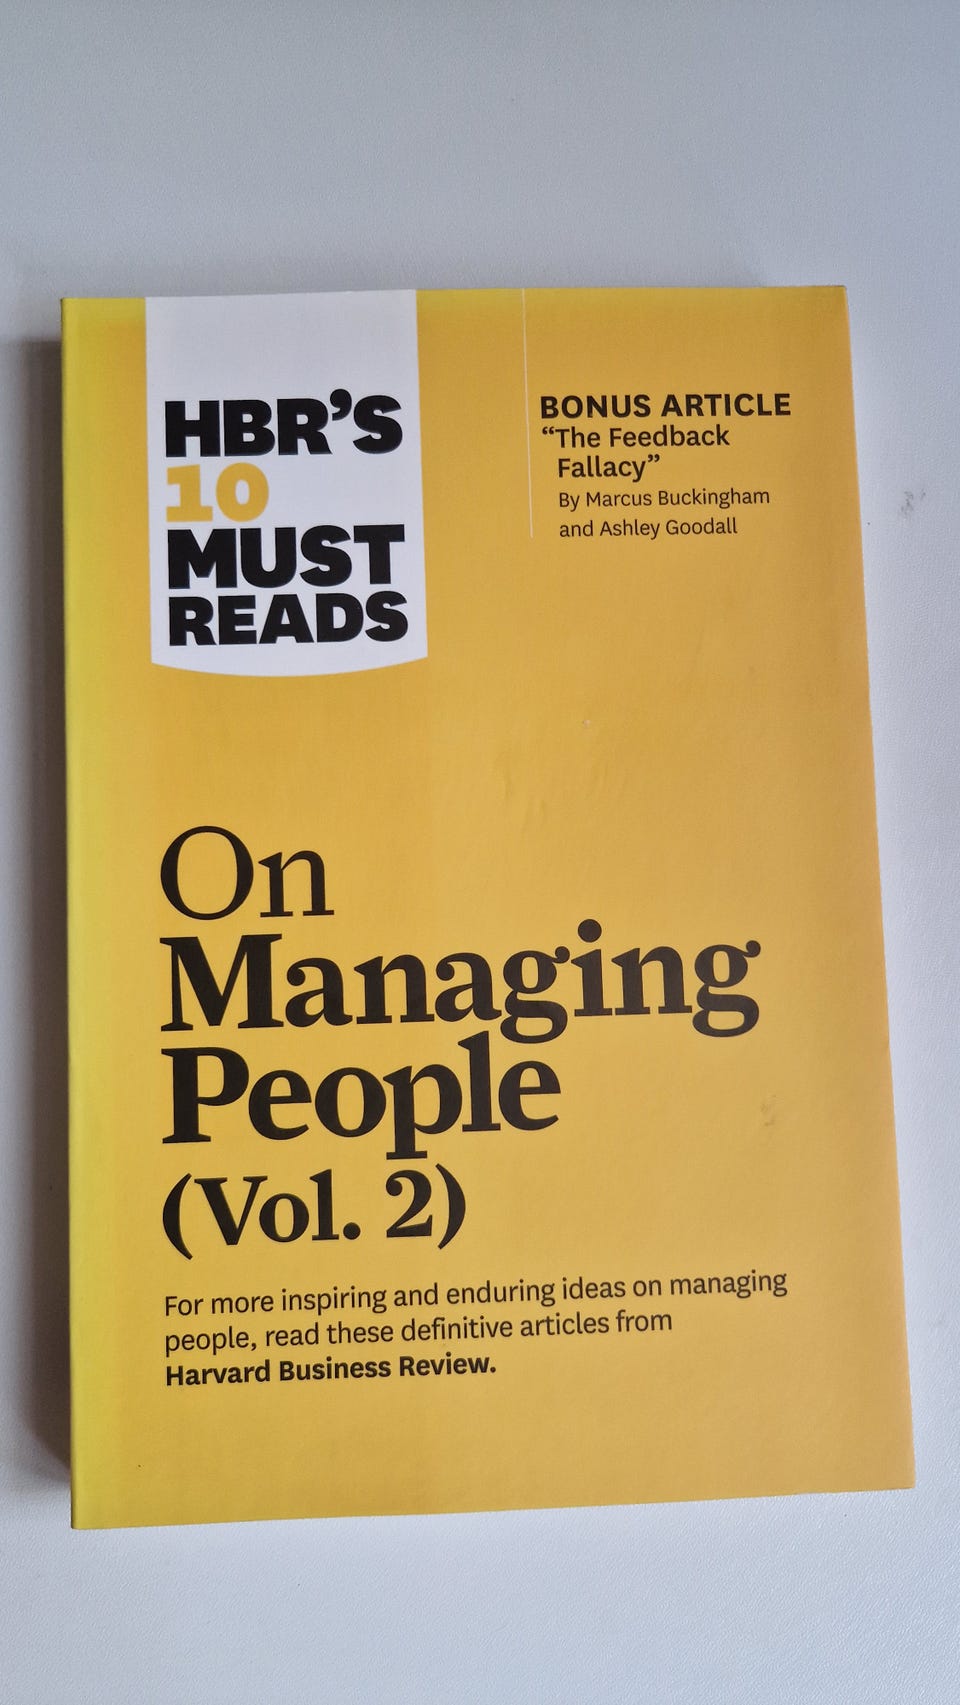 HBR’S
10
MUST
READS
BONUS ARTICLE
“The Feedback
Fallacy”
By Marcus Buckingham
and Ashley Goodall
On
Managing
People
(Vol. 2)
For more inspiring and enduring ideas on managing
people, read these definitive articles from
Harvard Business Review.